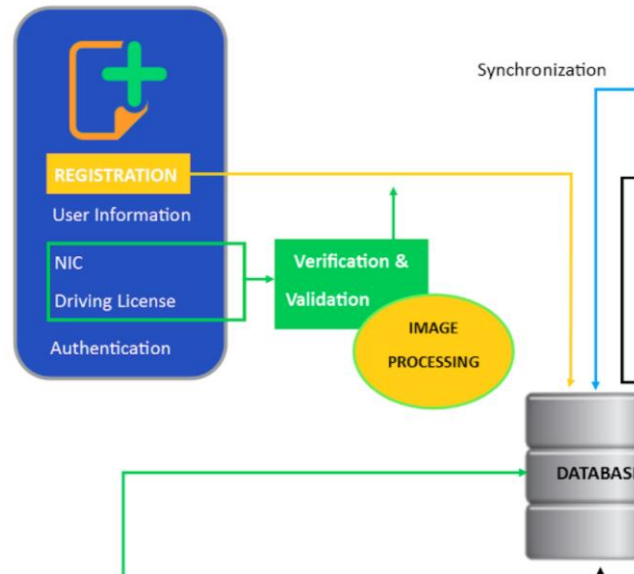 Synchronization
REGISTRATION
User Information
NIC
Driving License
Authentication
Verification &
Validation
IMAGE
PROCESSING